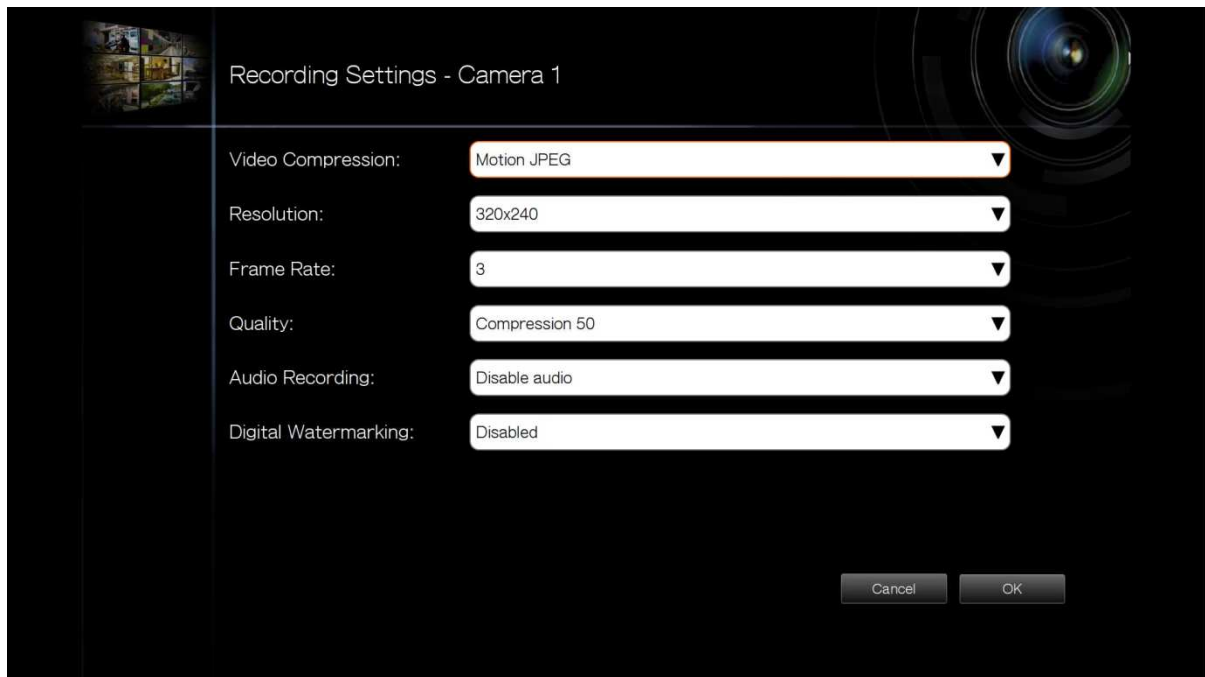 Recording Settings - Camera 1
Video Compression: Motion JPEG
Resolution: 320x240
Frame Rate: 3
Quality: Compression 50
Audio Recording: Disable audio
Digital Watermarking: Disabled
Cancel OK